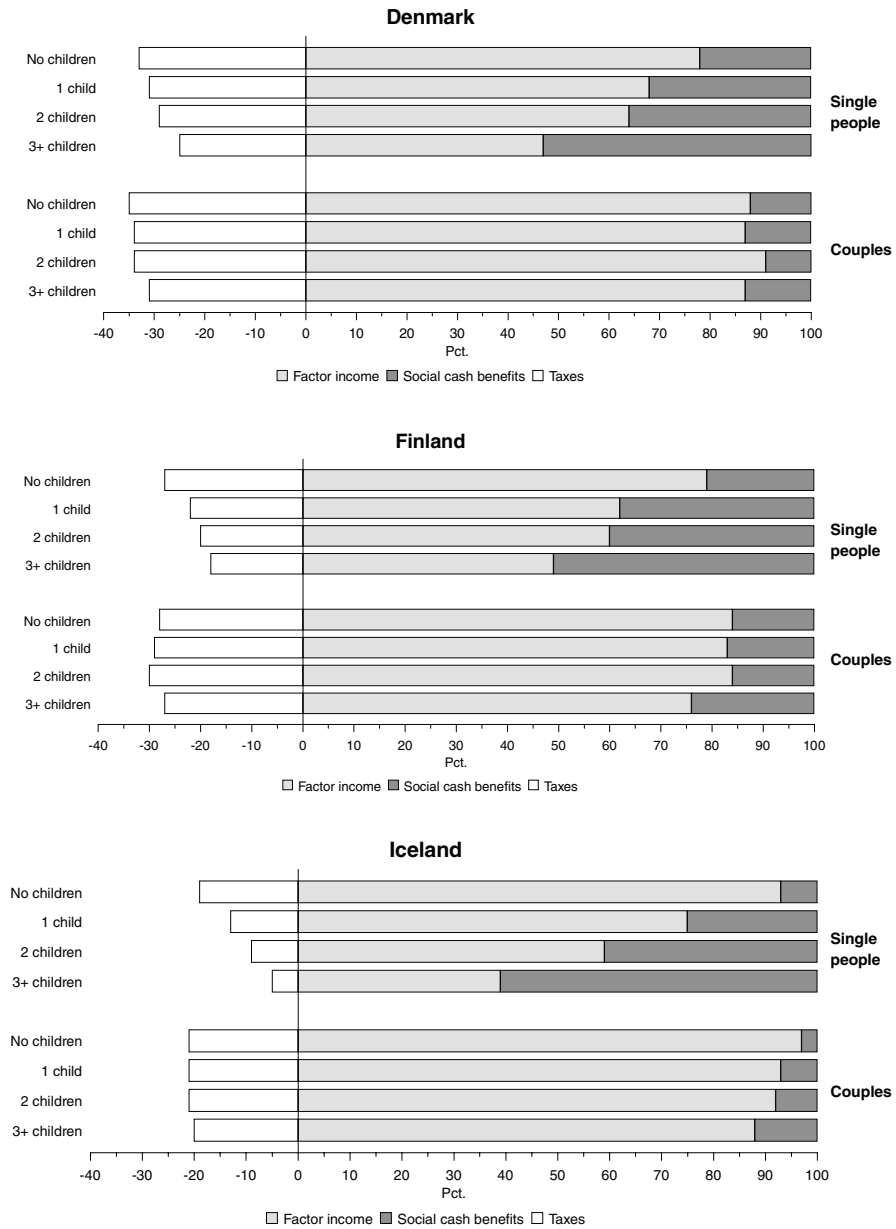 Denmark
No children
1 child
2 children
3+ children
Single
people
No children
1 child
2 children
3+ children
Couples
-40 -30 -20 -10 0 10 20 30 40 50 60 70 80 90 100
Pct.
Factor income Social cash benefits Taxes
Finland
No children
1 child
2 children
3+ children
Single
people
No children
1 child
2 children
3+ children
Couples
-40 -30 -20 -10 0 10 20 30 40 50 60 70 80 90 100
Pct.
Factor income Social cash benefits Taxes
Iceland
No children
1 child
2 children
3+ children
Single
people
No children
1 child
2 children
3+ children
Couples
-40 -30 -20 -10 0 10 20 30 40 50 60 70 80 90 100
Pct.
Factor income Social cash benefits Taxes